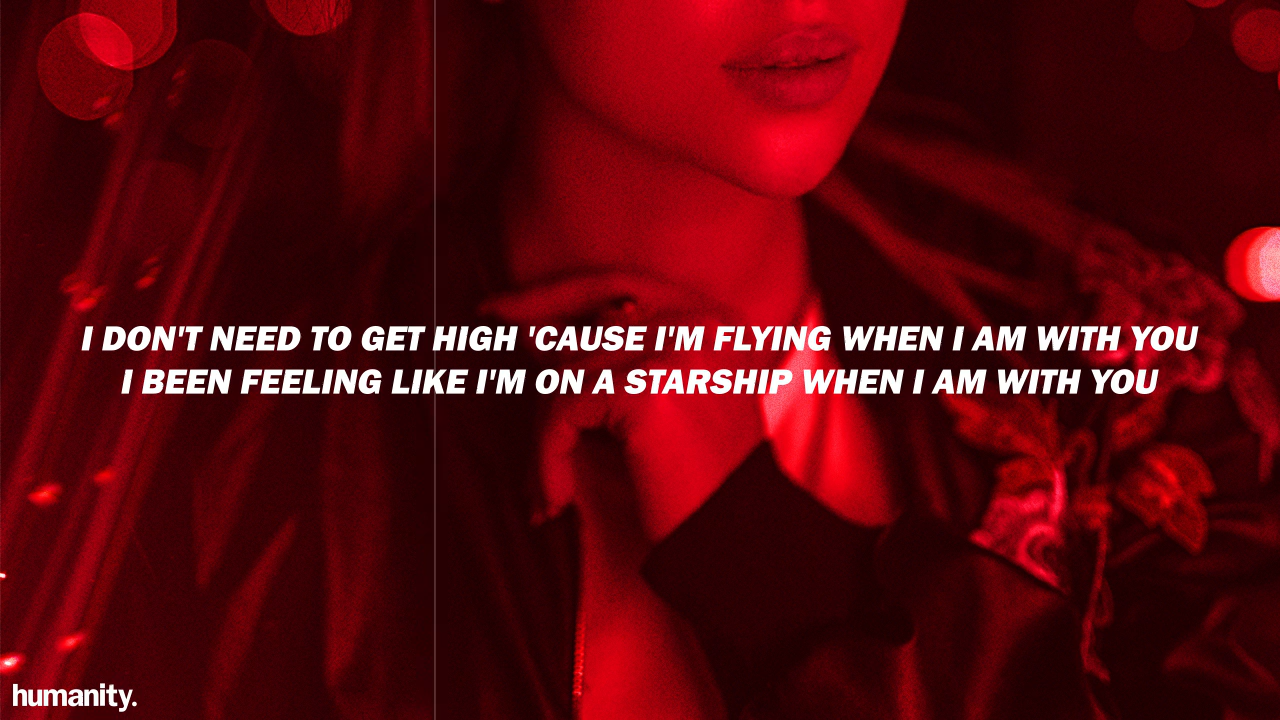 I DON'T NEED TO GET HIGH 'CAUSE I'M FLYING WHEN I AM WITH YOU
I BEEN FEELING LIKE I'M ON A STARSHIP WHEN I AM WITH YOU
humanity.